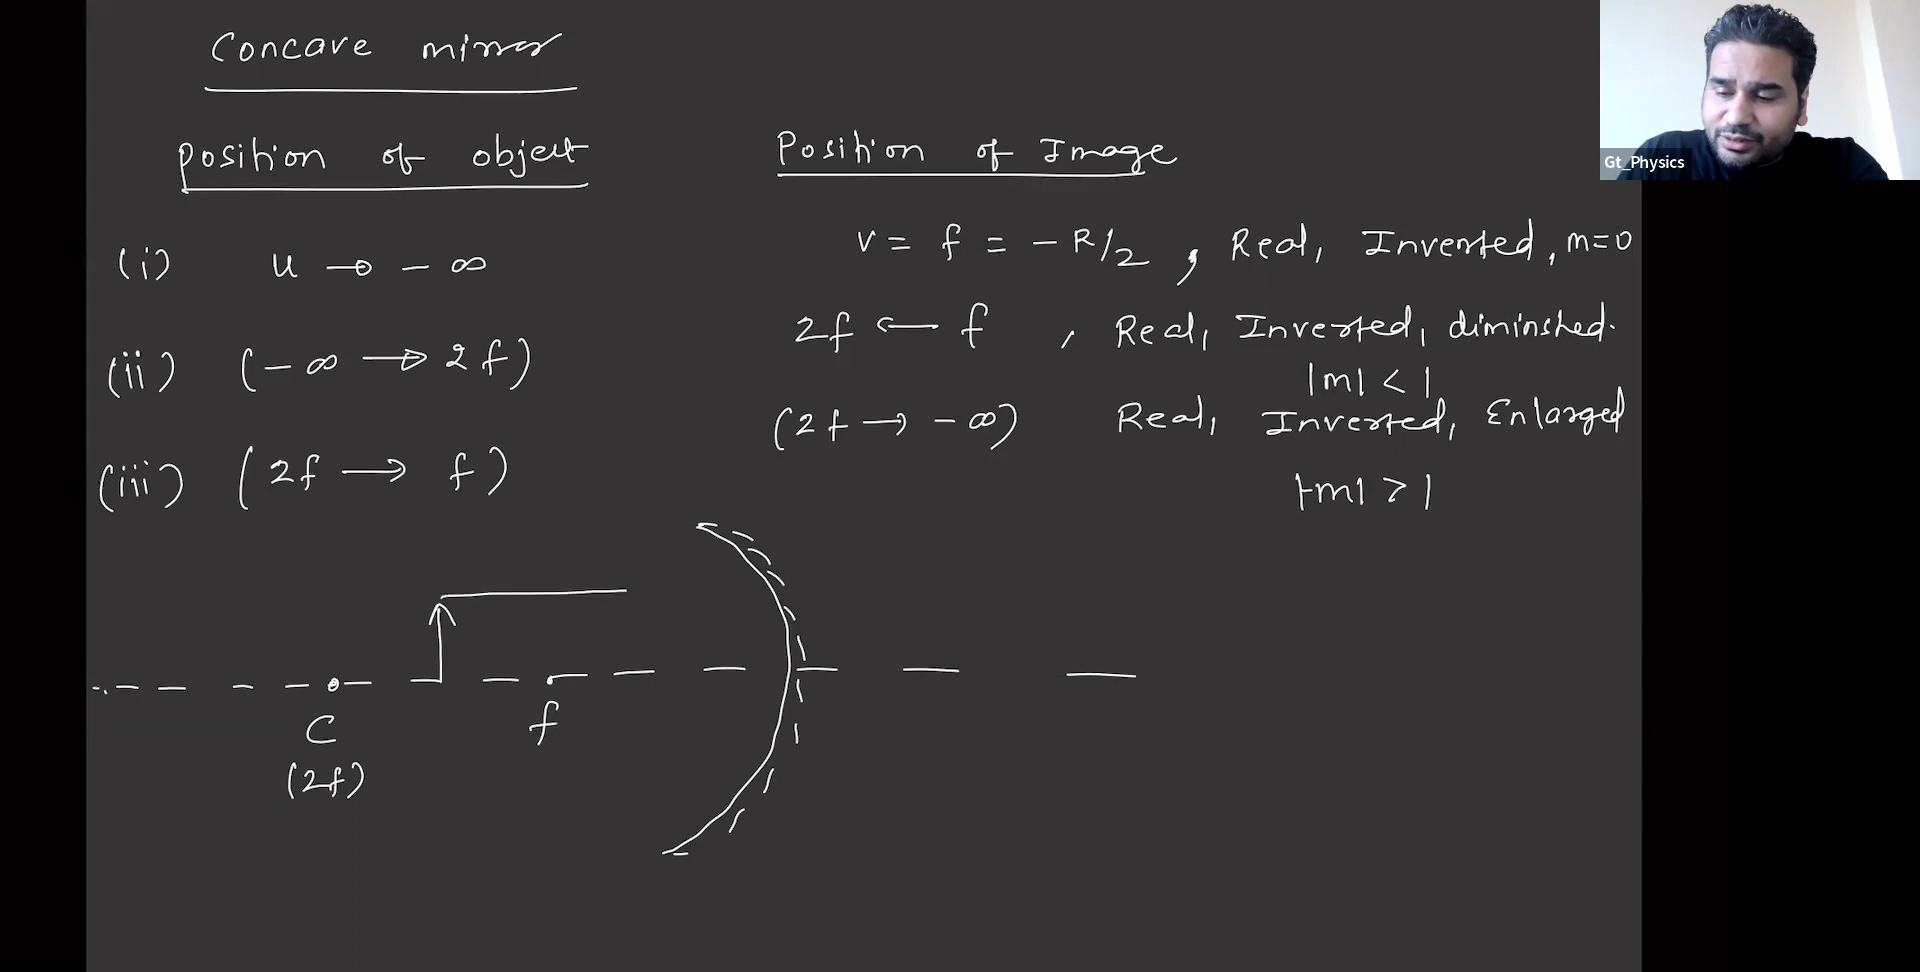 Concave mirror
Gt_Physics
position of object
Position of Image
(i) u → - ∞
v = f = - R/2 , Real, Inverted, m=0
(ii) (- ∞ → 2f)
2f ← f , Real, Inverted, diminshed.
|m| < 1
(iii) (2f → f)
(2f → - ∞) Real, Inverted, Enlarged
|m| > 1
C
f
(2f)